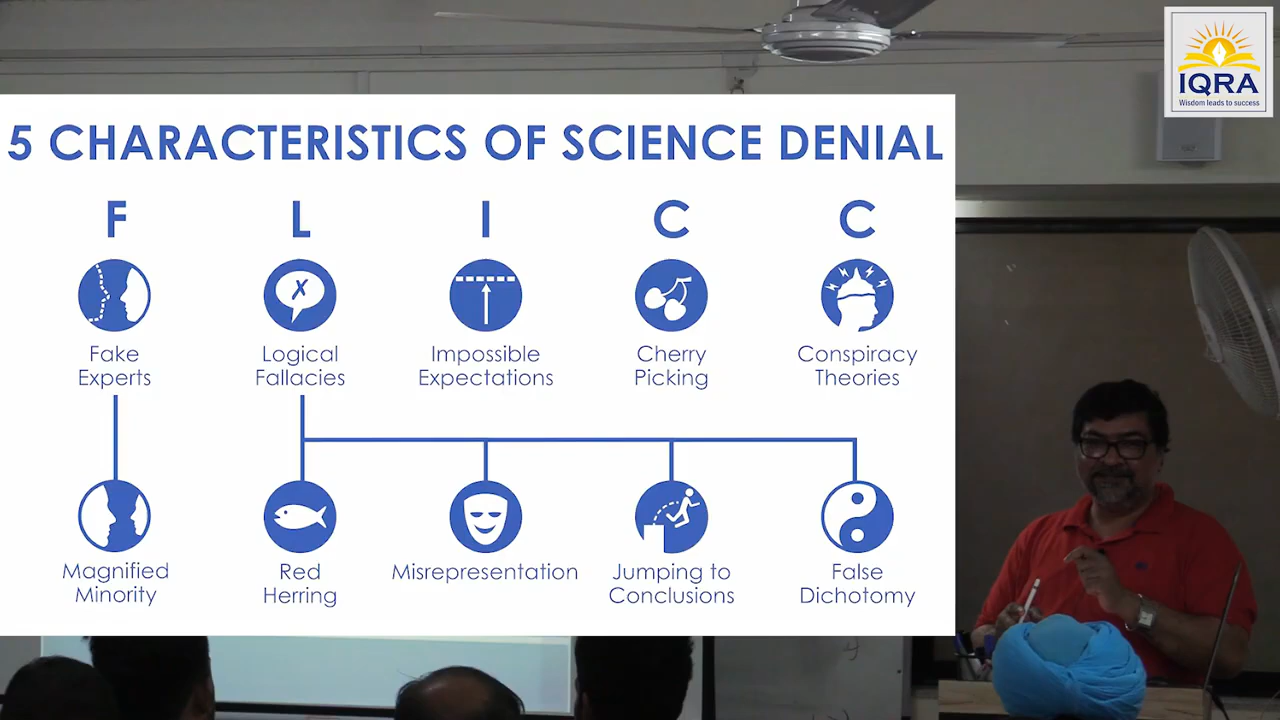 IQRA
Wisdom leads to success
5 CHARACTERISTICS OF SCIENCE DENIAL
F L I C C
Fake
Experts
Logical
Fallacies
Impossible
Expectations
Cherry
Picking
Conspiracy
Theories
Magnified
Minority
Red
Herring
Misrepresentation
Jumping to
Conclusions
False
Dichotomy